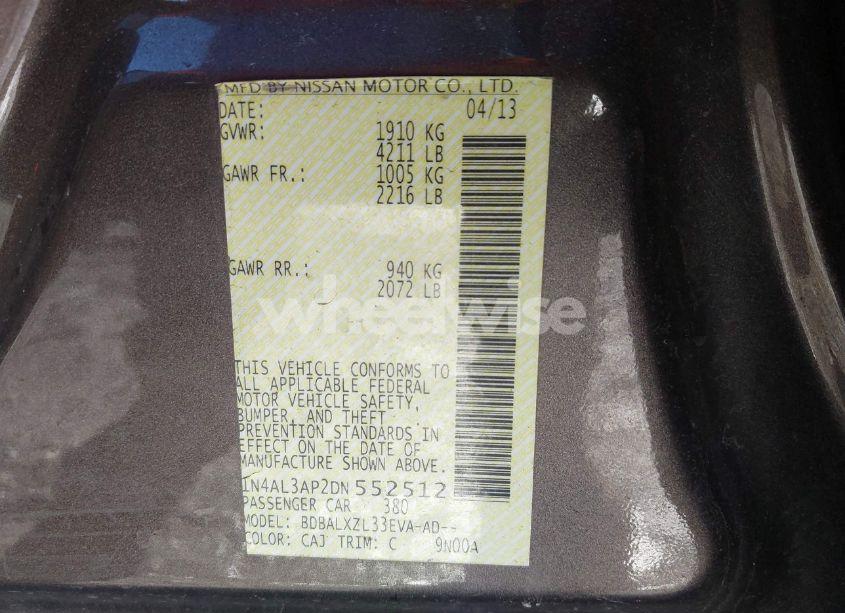 MFD BY NISSAN MOTOR CO., LTD.
DATE: 04/13
GVWR: 1910 KG
4211 LB
GAWR FR.: 1005 KG
2216 LB
GAWR RR.: 940 KG
2072 LB
wheelwise
THIS VEHICLE CONFORMS TO
ALL APPLICABLE FEDERAL
MOTOR VEHICLE SAFETY,
BUMPER, AND THEFT
PREVENTION STANDARDS IN
EFFECT ON THE DATE OF
MANUFACTURE SHOWN ABOVE.
1N4AL3AP2DN552512
PASSENGER CAR 380
MODEL: BDBALXZL33EVA-AD--
COLOR: CAJ TRIM: C 9N00A